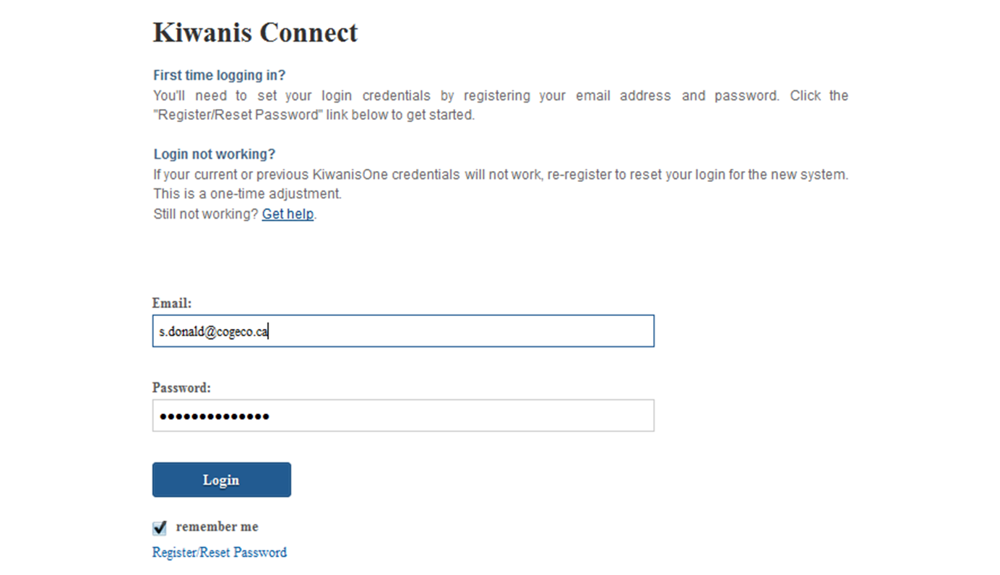 Kiwanis Connect
First time logging in?
You'll need to set your login credentials by registering your email address and password. Click the
"Register/Reset Password" link below to get started.
Login not working?
If your current or previous KiwanisOne credentials will not work, re-register to reset your login for the new system.
This is a one-time adjustment.
Still not working? Get help.
Email:
s.donald@cogeco.ca
Password:
••••••••••••••
Login
remember me
Register/Reset Password